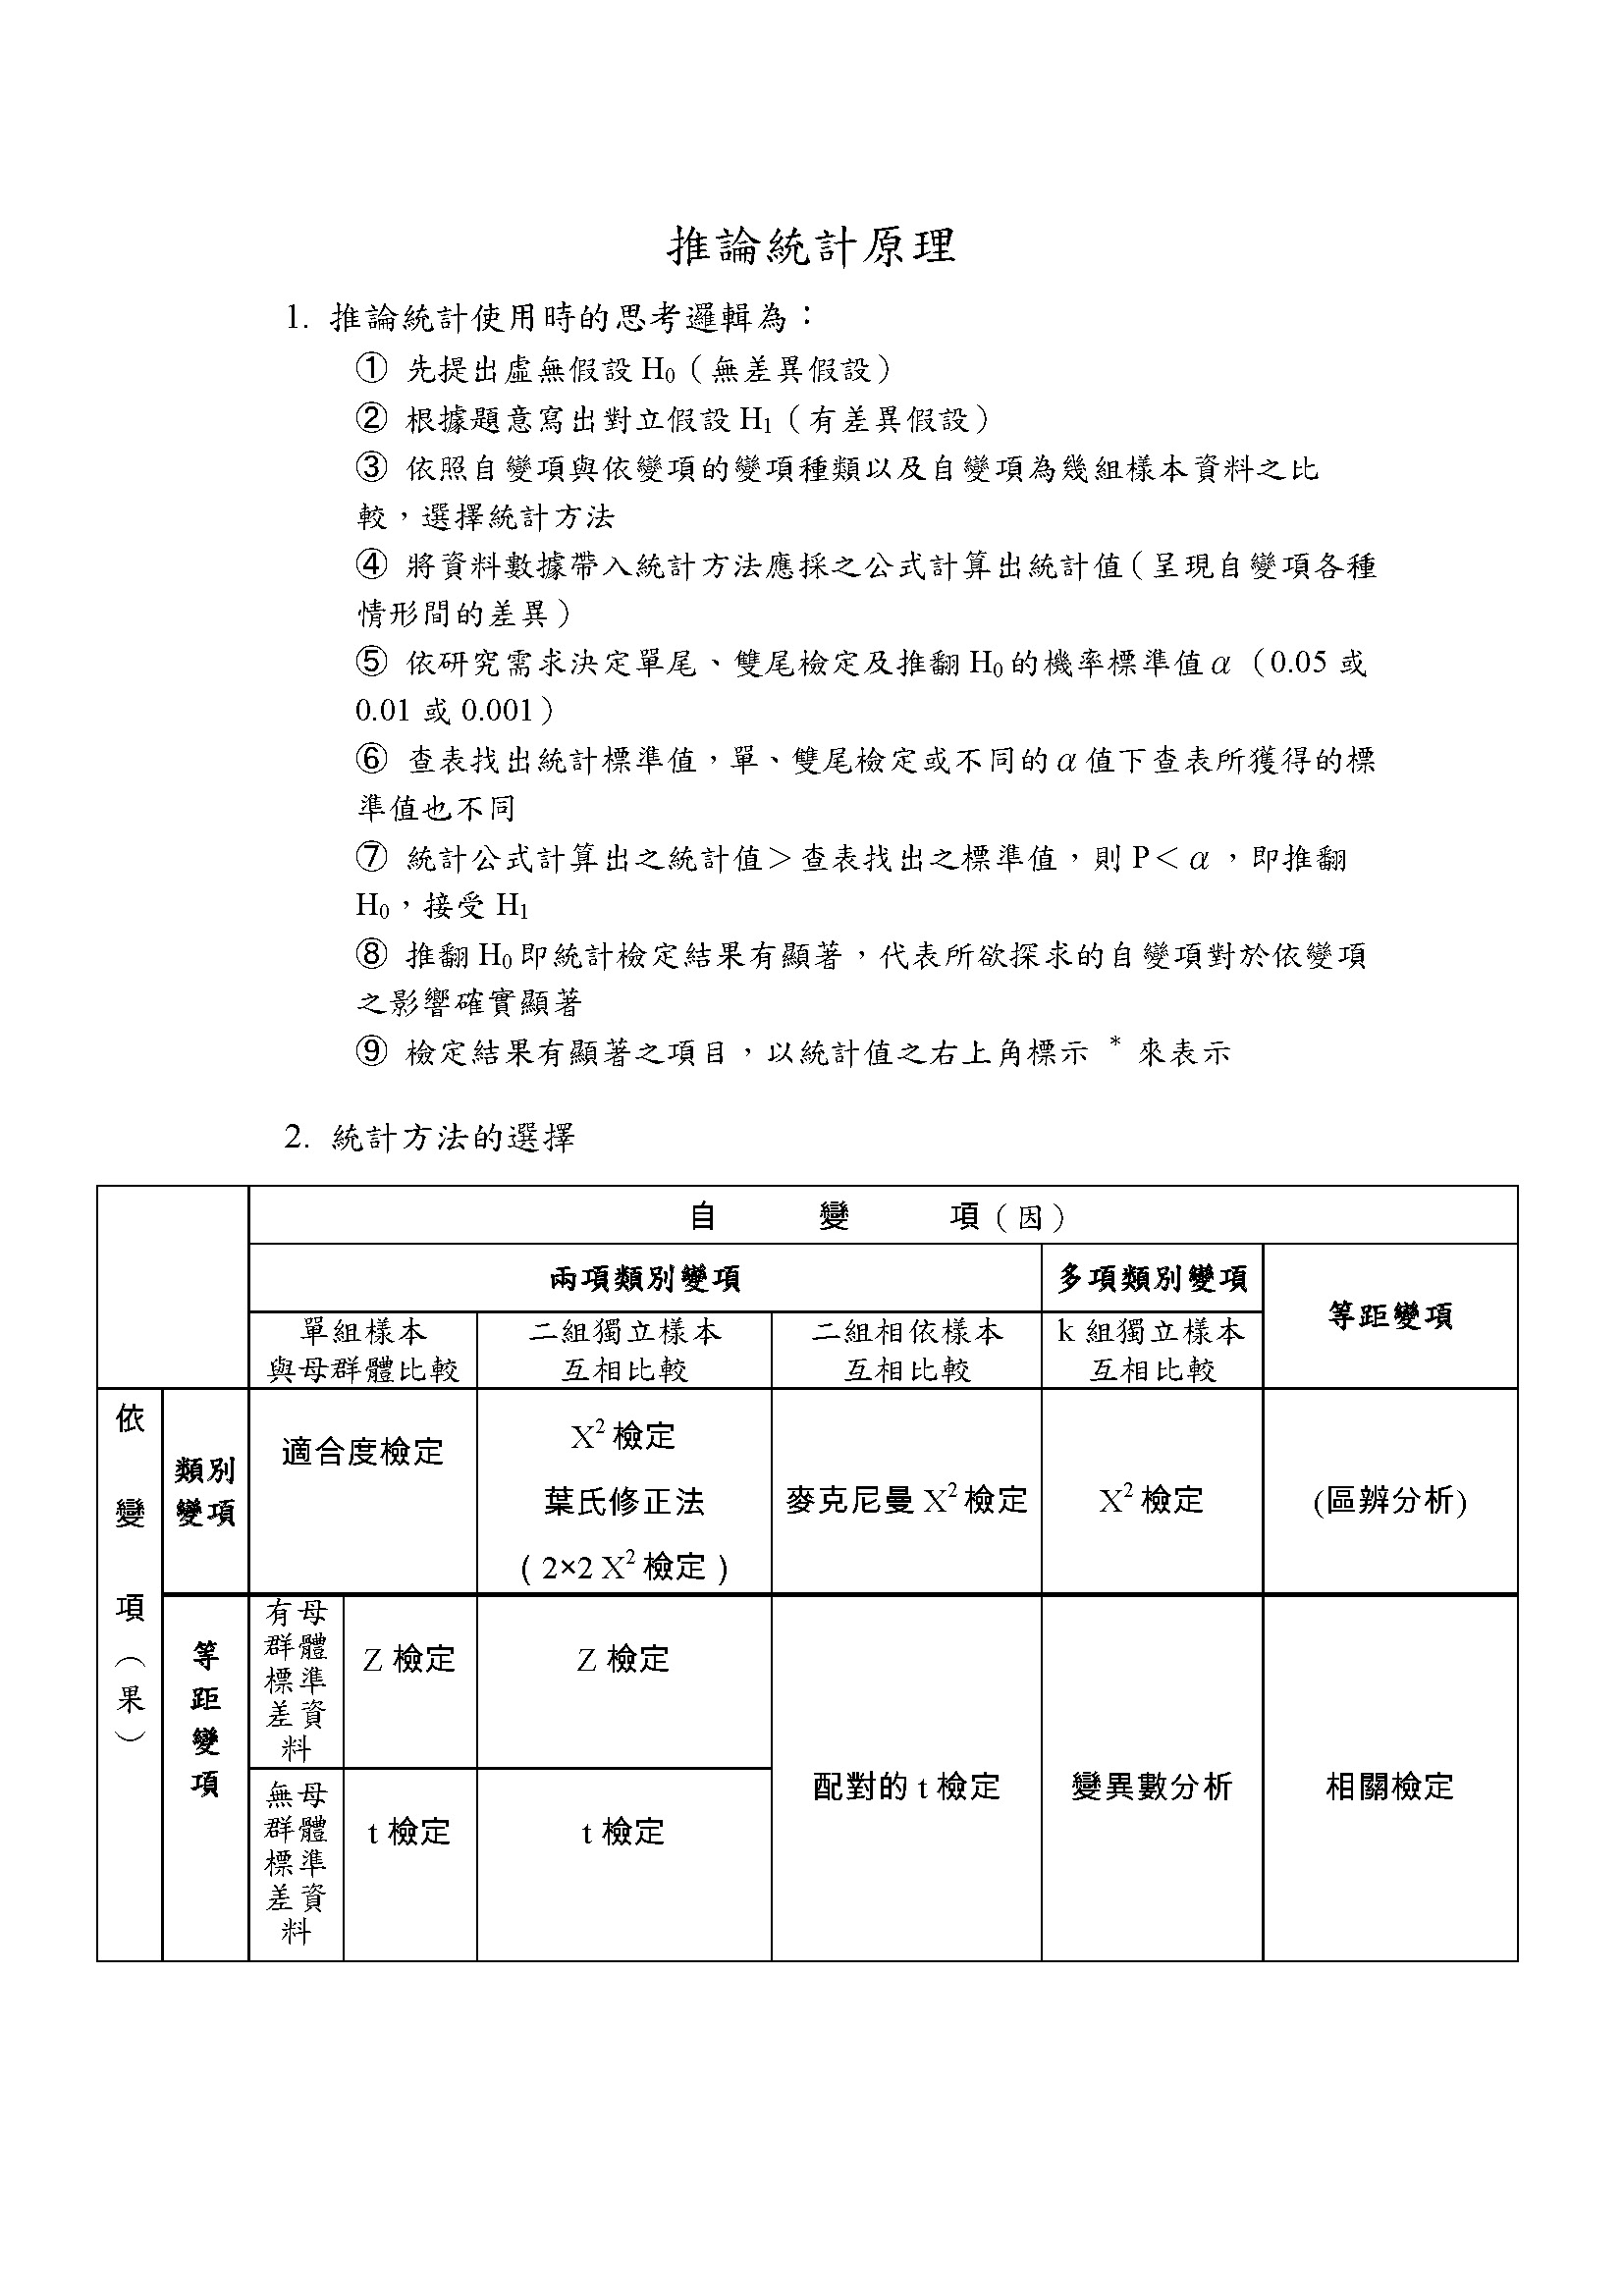 推論統計原理
1. 推論統計使用時的思考邏輯為：
① 先提出虛無假設 H₀（無差異假設）
② 根據題意寫出對立假設 H₁（有差異假設）
③ 依照自變項與依變項的變項種類以及自變項為幾組樣本資料之比
較，選擇統計方法
④ 將資料數據帶入統計方法應採之公式計算出統計值（呈現自變項各種
情形間的差異）
⑤ 依研究需求決定單尾、雙尾檢定及推翻 H₀ 的機率標準值α（0.05 或
0.01 或 0.001）
⑥ 查表找出統計標準值，單、雙尾檢定或不同的α值下查表所獲得的標
準值也不同
⑦ 統計公式計算出之統計值＞查表找出之標準值，則 P＜α，即推翻
H₀，接受 H₁
⑧ 推翻 H₀ 即統計檢定結果有顯著，代表所欲探求的自變項對於依變項
之影響確實顯著
⑨ 檢定結果有顯著之項目，以統計值之右上角標示 * 來表示
2. 統計方法的選擇
自 變 項（因）
兩項類別變項
多項類別變項
等距變項
單組樣本
與母群體比較
二組獨立樣本
互相比較
二組相依樣本
互相比較
k 組獨立樣本
互相比較
依變項（果）
類別
變項
適合度檢定
X² 檢定
葉氏修正法
（2×2 X² 檢定）
麥克尼曼 X² 檢定
X² 檢定
(區辨分析)
等
距
變
項
有母
群體
標準
差資
料
Z 檢定
Z 檢定
配對的 t 檢定
變異數分析
相關檢定
無母
群體
標準
差資
料
t 檢定
t 檢定